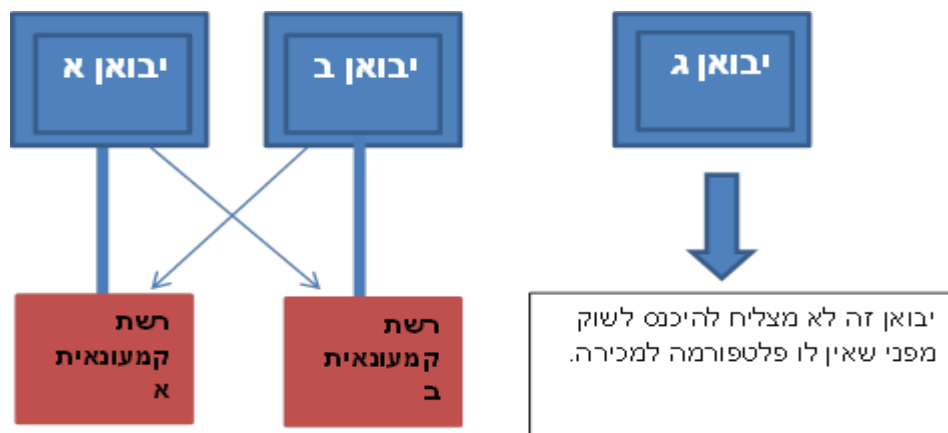 יבואן א
יבואן ב
יבואן ג
רשת
קמעונאית
א
רשת
קמעונאית
ב
יבואן זה לא מצליח להיכנס לשוק
מפני שאין לו פלטפורמה למכירה.